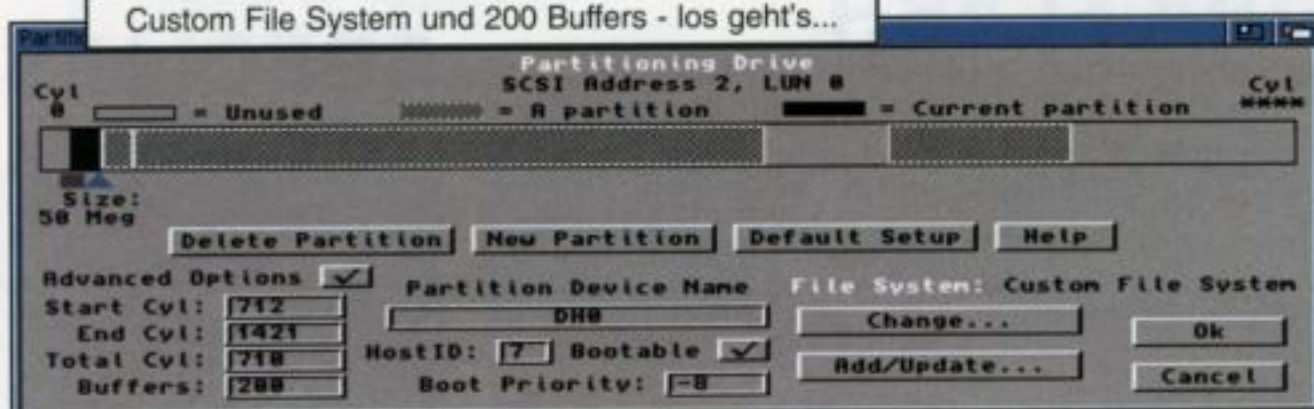 Custom File System und 200 Buffers - los geht's...
Partitioning Drive
SCSI Address 2, LUN 0
Cyl
0
= Unused
= A partition
= Current partition
Cyl
****
Size:
50 Meg
Delete Partition
New Partition
Default Setup
Help
Advanced Options
Start Cyl: 712
End Cyl: 1421
Total Cyl: 710
Buffers: 200
Partition Device Name
DH0
HostID: 7 Bootable
Boot Priority: -8
File System: Custom File System
Change...
Add/Update...
Ok
Cancel